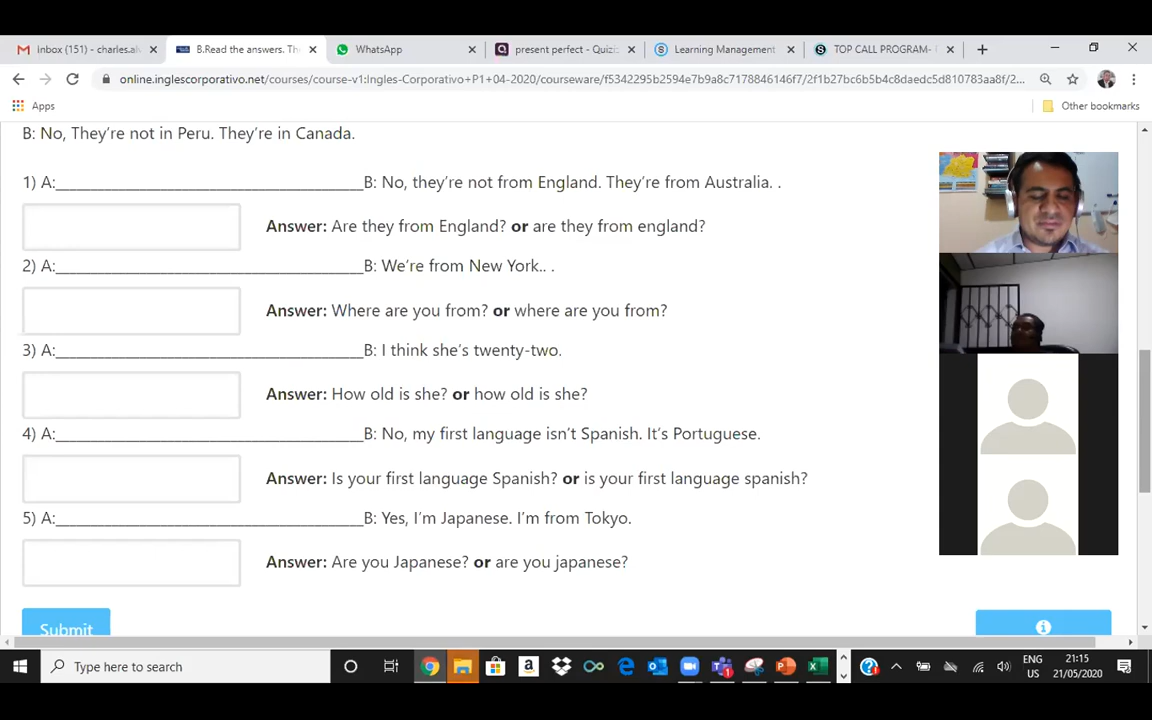 inbox (151) - charles.al
B.Read the answers. Th
WhatsApp
present perfect - Quiziz
Learning Management
TOP CALL PROGRAM-
online.inglescorporativo.net/courses/course-v1:Ingles-Corporativo+P1+04-2020/courseware/f5342295b2594e7b9a8c7178846146f7/2f1b27bc6b5b4c8daedc5d810783aa8f/2...
Apps
Other bookmarks
B: No, They're not in Peru. They're in Canada.
1) A:__________________________________B: No, they're not from England. They're from Australia. .
Answer: Are they from England? or are they from england?
2) A:__________________________________B: We're from New York.. .
Answer: Where are you from? or where are you from?
3) A:__________________________________B: I think she's twenty-two.
Answer: How old is she? or how old is she?
4) A:__________________________________B: No, my first language isn't Spanish. It's Portuguese.
Answer: Is your first language Spanish? or is your first language spanish?
5) A:__________________________________B: Yes, I'm Japanese. I'm from Tokyo.
Answer: Are you Japanese? or are you japanese?
Submit
Type here to search
ENG
US
21:15
21/05/2020